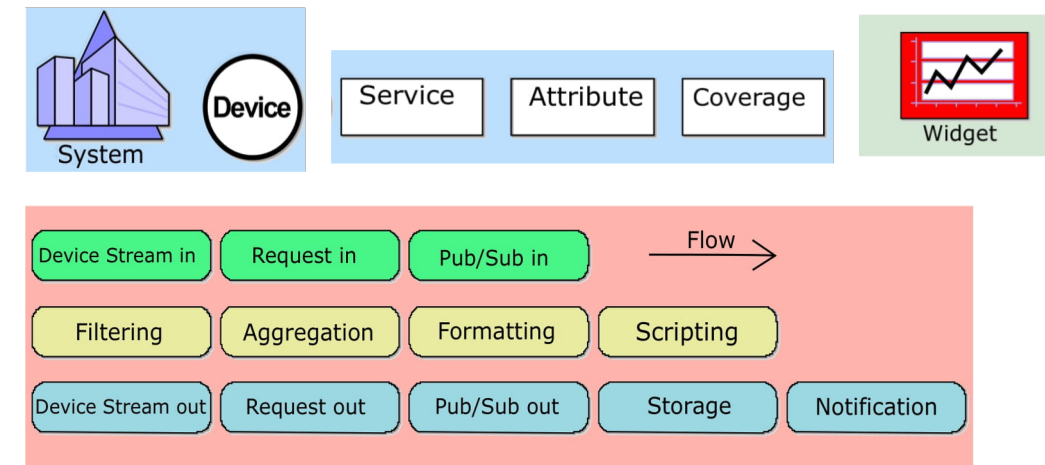 System
Device
Service
Attribute
Coverage
Widget
Device Stream in
Request in
Pub/Sub in
Flow
Filtering
Aggregation
Formatting
Scripting
Device Stream out
Request out
Pub/Sub out
Storage
Notification